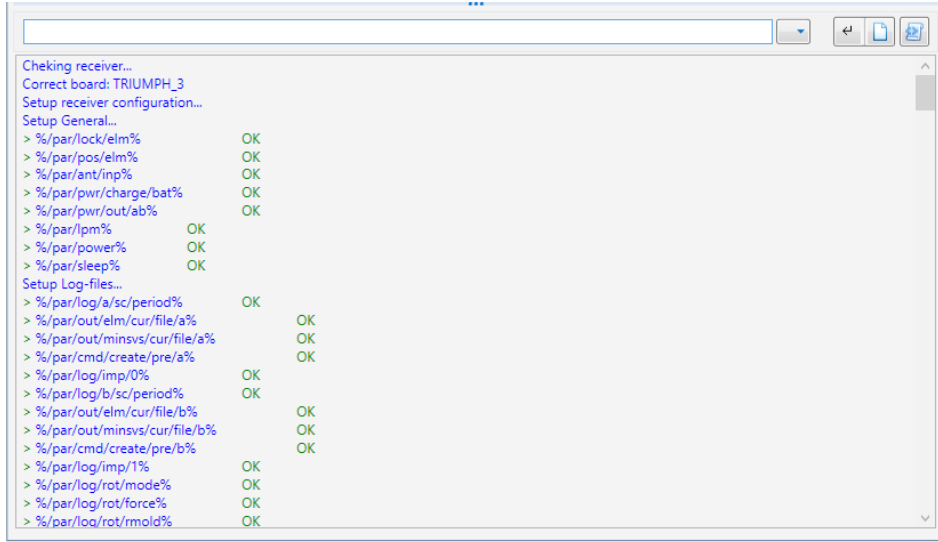 Cheking receiver...
Correct board: TRIUMPH_3
Setup receiver configuration...
Setup General...
> %/par/lock/elm% OK
> %/par/pos/elm% OK
> %/par/ant/inp% OK
> %/par/pwr/charge/bat% OK
> %/par/pwr/out/ab% OK
> %/par/lpm% OK
> %/par/power% OK
> %/par/sleep% OK
Setup Log-files...
> %/par/log/a/sc/period% OK
> %/par/out/elm/cur/file/a% OK
> %/par/out/minsvs/cur/file/a% OK
> %/par/cmd/create/pre/a% OK
> %/par/log/imp/0% OK
> %/par/log/b/sc/period% OK
> %/par/out/elm/cur/file/b% OK
> %/par/out/minsvs/cur/file/b% OK
> %/par/cmd/create/pre/b% OK
> %/par/log/imp/1% OK
> %/par/log/rot/mode% OK
> %/par/log/rot/force% OK
> %/par/log/rot/rmold% OK